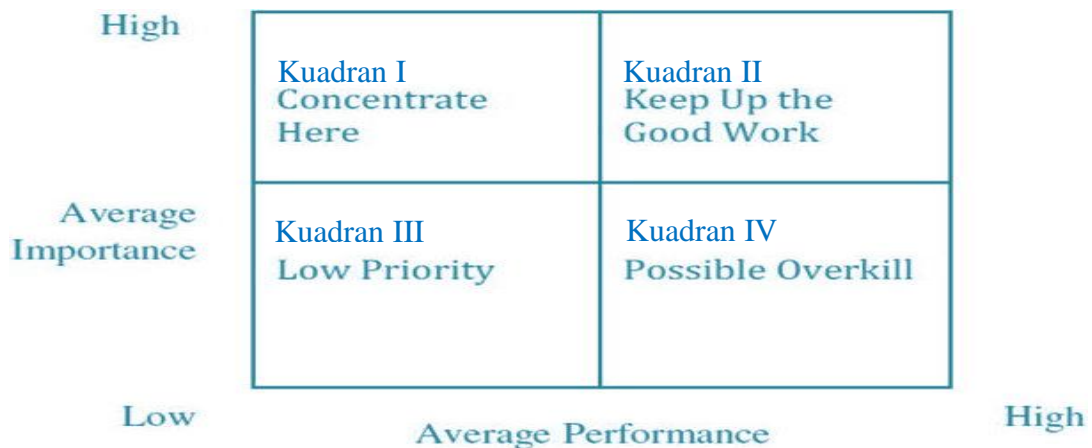 High
Kuadran I
Concentrate
Here
Kuadran II
Keep Up the
Good Work
Average
Importance
Kuadran III
Low Priority
Kuadran IV
Possible Overkill
Low
Average Performance
High